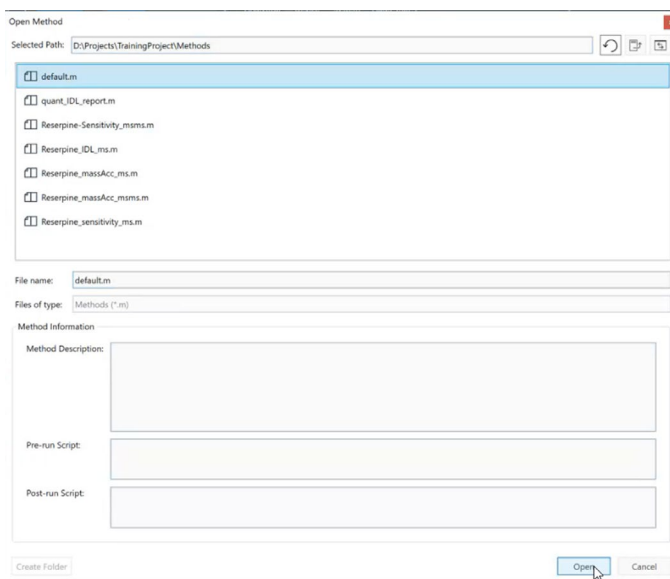 Open Method
Selected Path: D:\Projects\TrainingProject\Methods
default.m
quant_IDL_report.m
Reserpine-Sensitivity_msms.m
Reserpine_IDL_ms.m
Reserpine_massAcc_ms.m
Reserpine_massAcc_msms.m
Reserpine_sensitivity_ms.m
File name: default.m
Files of type: Methods (*.m)
Method Information
Method Description:
Pre-run Script:
Post-run Script:
Create Folder Open Cancel